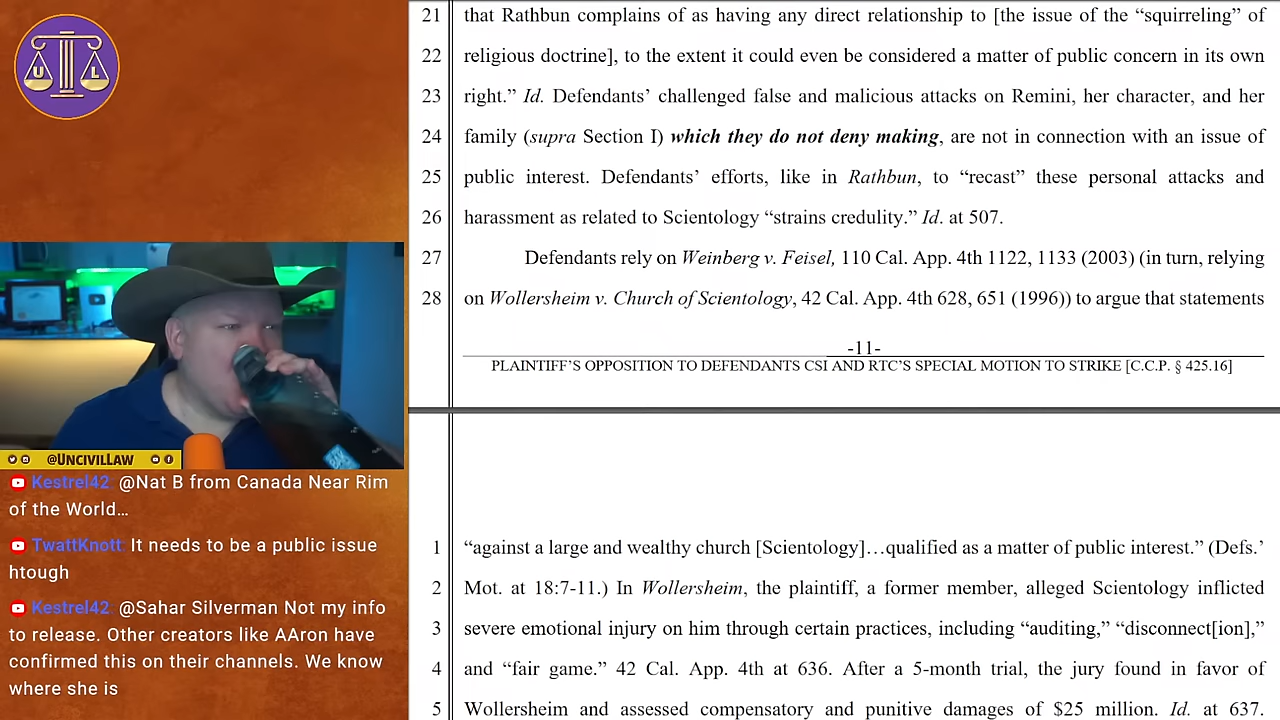 U L
21 that Rathbun complains of as having any direct relationship to [the issue of the “squirreling” of
22 religious doctrine], to the extent it could even be considered a matter of public concern in its own
23 right.” Id. Defendants’ challenged false and malicious attacks on Remini, her character, and her
24 family (supra Section I) which they do not deny making, are not in connection with an issue of
25 public interest. Defendants’ efforts, like in Rathbun, to “recast” these personal attacks and
26 harassment as related to Scientology “strains credulity.” Id. at 507.
27 Defendants rely on Weinberg v. Feisel, 110 Cal. App. 4th 1122, 1133 (2003) (in turn, relying
28 on Wollersheim v. Church of Scientology, 42 Cal. App. 4th 628, 651 (1996)) to argue that statements
-11-
PLAINTIFF’S OPPOSITION TO DEFENDANTS CSI AND RTC’S SPECIAL MOTION TO STRIKE [C.C.P. § 425.16]
1 “against a large and wealthy church [Scientology]…qualified as a matter of public interest.” (Defs.’
2 Mot. at 18:7-11.) In Wollersheim, the plaintiff, a former member, alleged Scientology inflicted
3 severe emotional injury on him through certain practices, including “auditing,” “disconnect[ion],”
4 and “fair game.” 42 Cal. App. 4th at 636. After a 5-month trial, the jury found in favor of
5 Wollersheim and assessed compensatory and punitive damages of $25 million. Id. at 637.
@UNCIVILLAW
Kestrel42 @Nat B from Canada Near Rim
of the World...
TwattKnott It needs to be a public issue
htough
Kestrel42 @Sahar Silverman Not my info
to release. Other creators like AAron have
confirmed this on their channels. We know
where she is